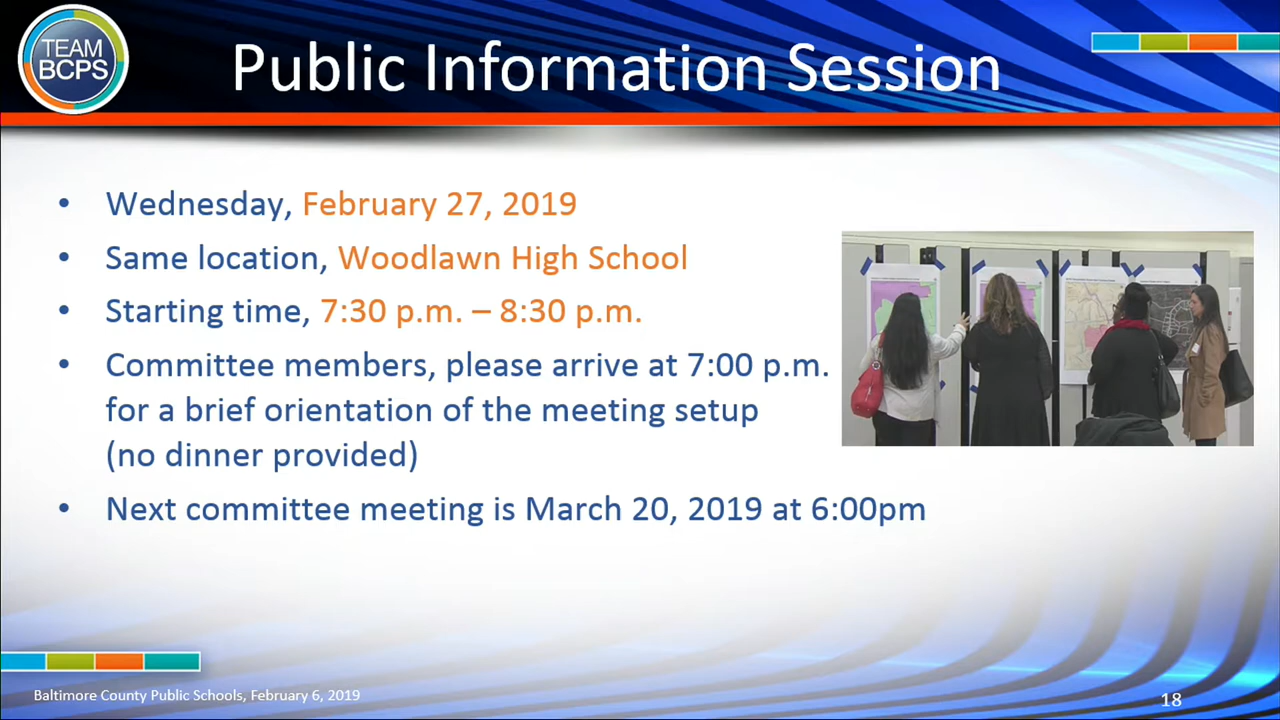 TEAM
BCPS
Public Information Session
• Wednesday, February 27, 2019
• Same location, Woodlawn High School
• Starting time, 7:30 p.m. – 8:30 p.m.
• Committee members, please arrive at 7:00 p.m.
for a brief orientation of the meeting setup
(no dinner provided)
• Next committee meeting is March 20, 2019 at 6:00pm
Baltimore County Public Schools, February 6, 2019
18